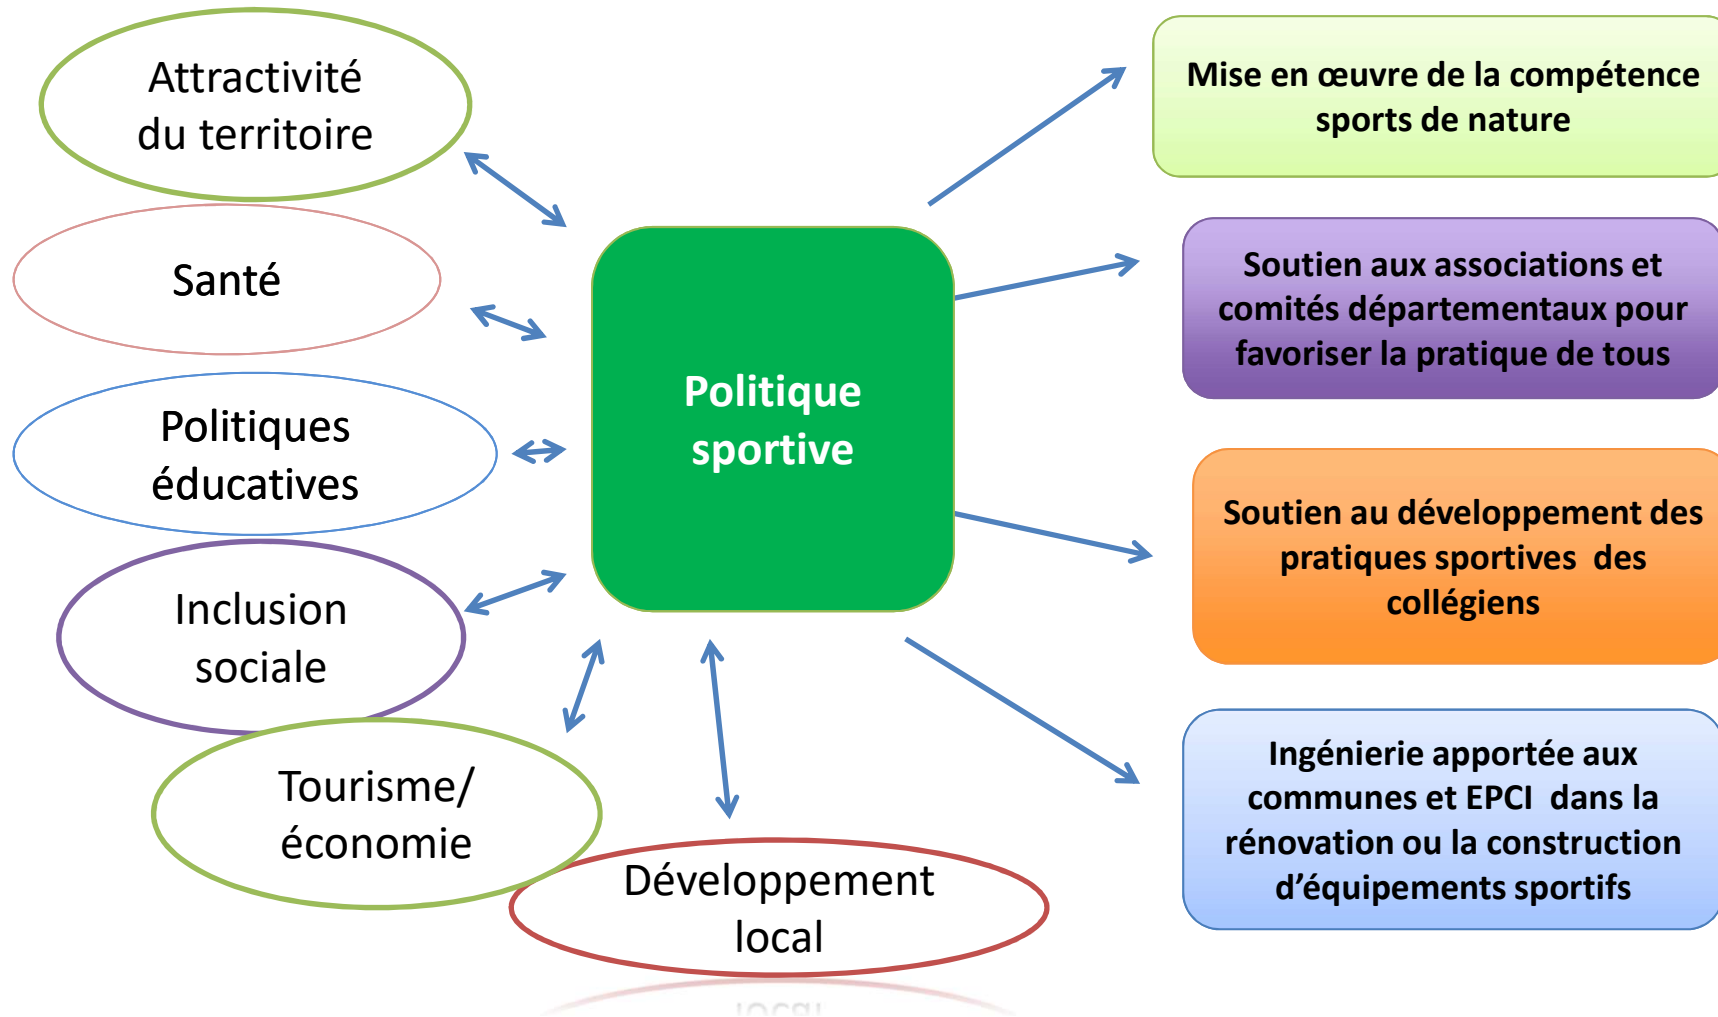 Attractivité
du territoire
Santé
Politiques
éducatives
Inclusion
sociale
Tourisme/
économie
Développement
local
Politique
sportive
Mise en œuvre de la compétence
sports de nature
Soutien aux associations et
comités départementaux pour
favoriser la pratique de tous
Soutien au développement des
pratiques sportives  des
collégiens
Ingénierie apportée aux
communes et EPCI  dans la
rénovation ou la construction
d’équipements sportifs